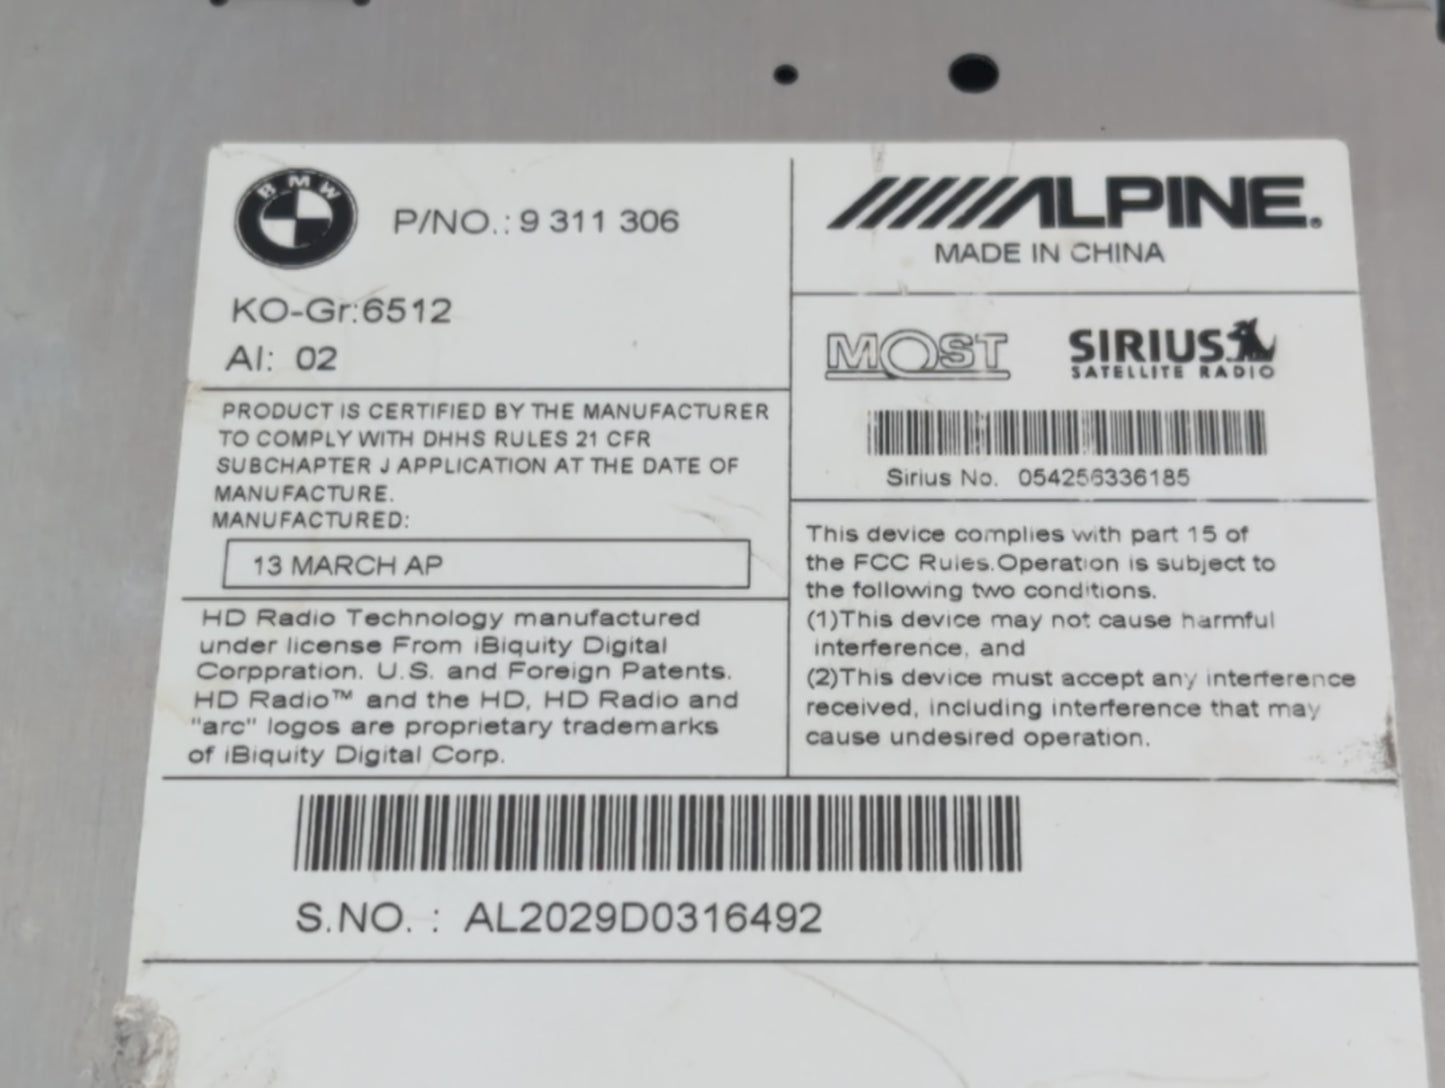 BMW
P/NO.: 9 311 306
KO-Gr:6512
AI: 02
PRODUCT IS CERTIFIED BY THE MANUFACTURER
TO COMPLY WITH DHHS RULES 21 CFR
SUBCHAPTER J APPLICATION AT THE DATE OF
MANUFACTURE.
MANUFACTURED:
13 MARCH AP
HD Radio Technology manufactured
under license From iBiquity Digital
Corppration. U.S. and Foreign Patents.
HD Radio™ and the HD, HD Radio and
"arc" logos are proprietary trademarks
of iBiquity Digital Corp.
ALPINE®
MADE IN CHINA
MOST
SIRIUS
SATELLITE RADIO
Sirius No. 054256336185
This device complies with part 15 of
the FCC Rules.Operation is subject to
the following two conditions.
(1)This device may not cause harmful
interference, and
(2)This device must accept any interference
received, including interference that may
cause undesired operation.
S.NO. : AL2029D0316492